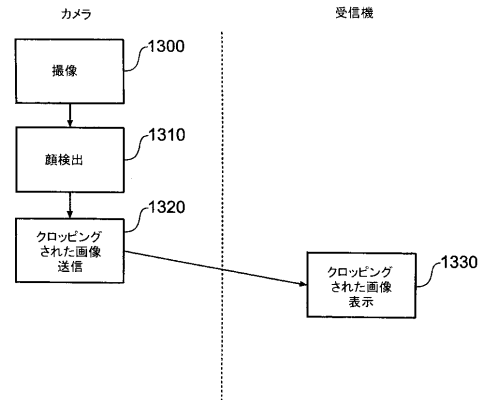 カメラ
受信機
撮像
1300
顔検出
1310
クロッピング
された画像
送信
1320
クロッピング
された画像
表示
1330